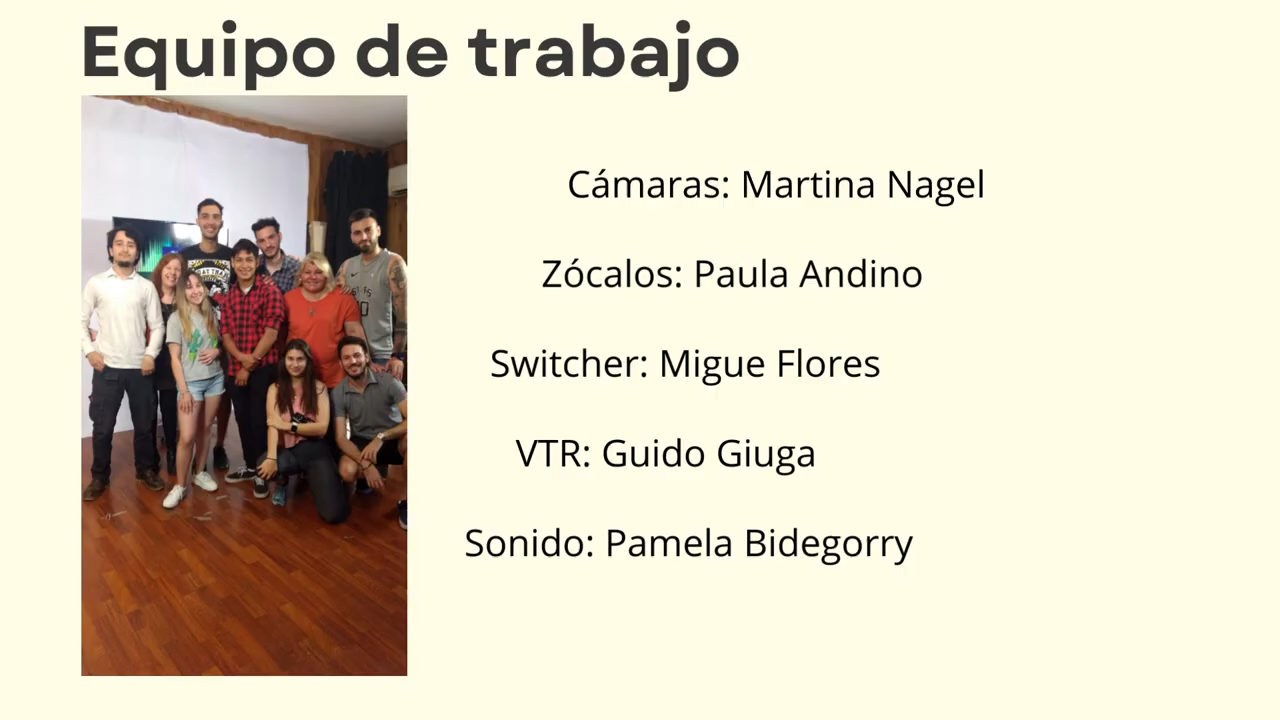 Equipo de trabajo
Cámaras: Martina Nagel
Zócalos: Paula Andino
Switcher: Migue Flores
VTR: Guido Giuga
Sonido: Pamela Bidegorry